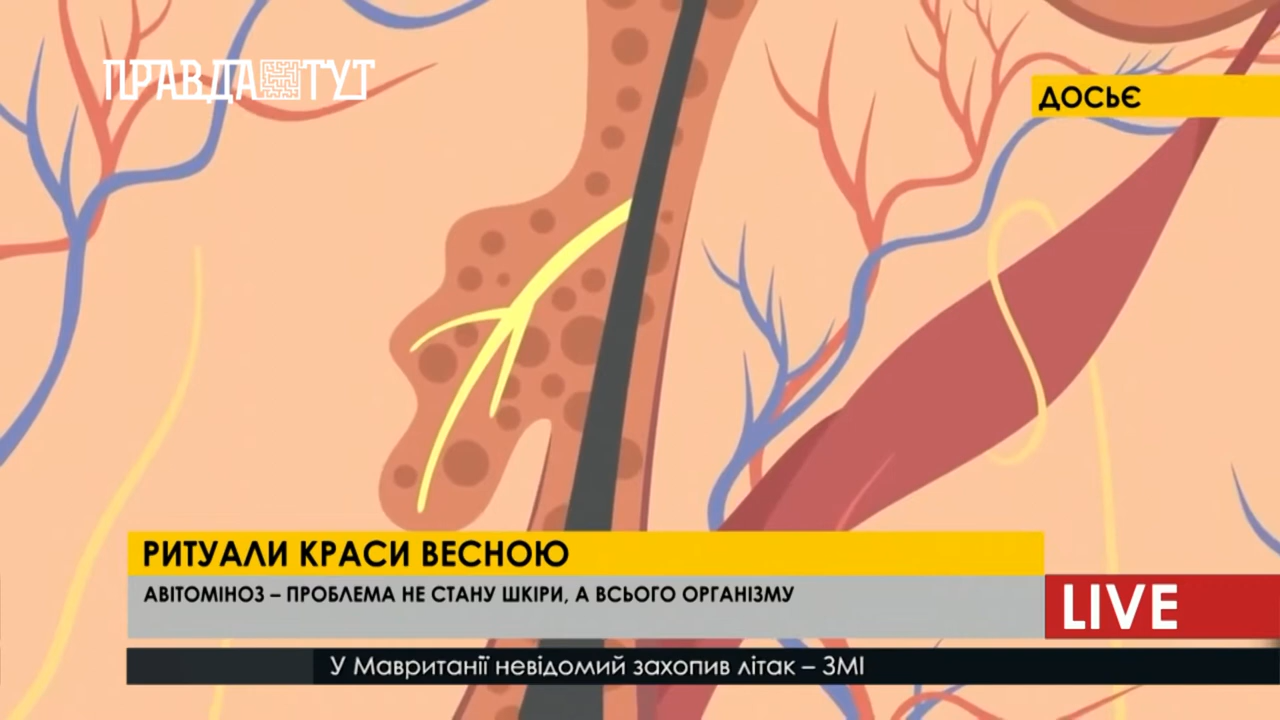 ПРАВДА ТУТ
ДОСЬЄ
РИТУАЛИ КРАСИ ВЕСНОЮ
АВІТОМІНОЗ – ПРОБЛЕМА НЕ СТАНУ ШКІРИ, А ВСЬОГО ОРГАНІЗМУ
LIVE
У Мавританії невідомий захопив літак – ЗМІ